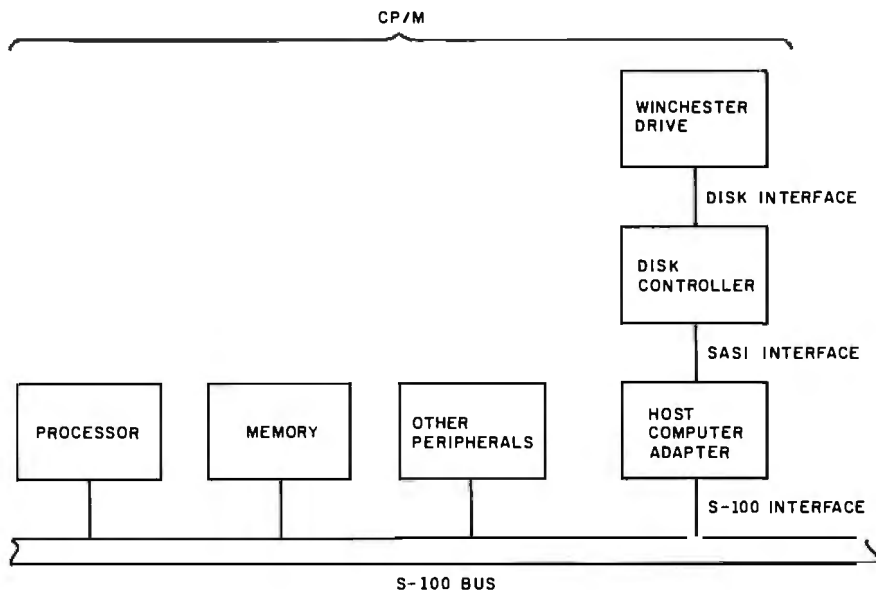 CP/M
WINCHESTER
DRIVE
DISK INTERFACE
DISK
CONTROLLER
SASI INTERFACE
PROCESSOR
MEMORY
OTHER
PERIPHERALS
HOST
COMPUTER
ADAPTER
S-100 INTERFACE
S-100 BUS